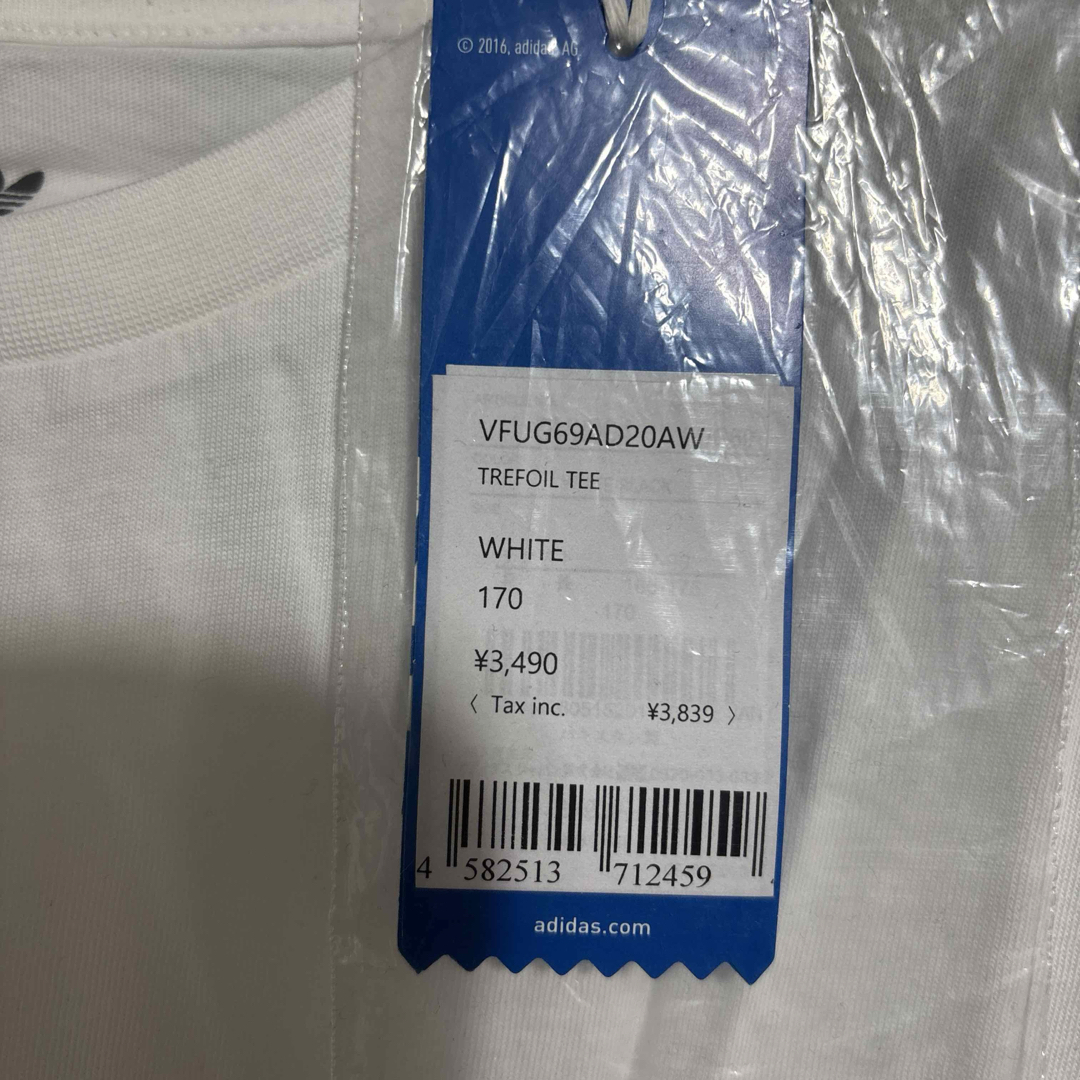 © 2016, adidas AG
VFUG69AD20AW
TREFOIL TEE
WHITE
170
¥3,490
〈 Tax inc. ¥3,839 〉
4 582513 712459
adidas.com